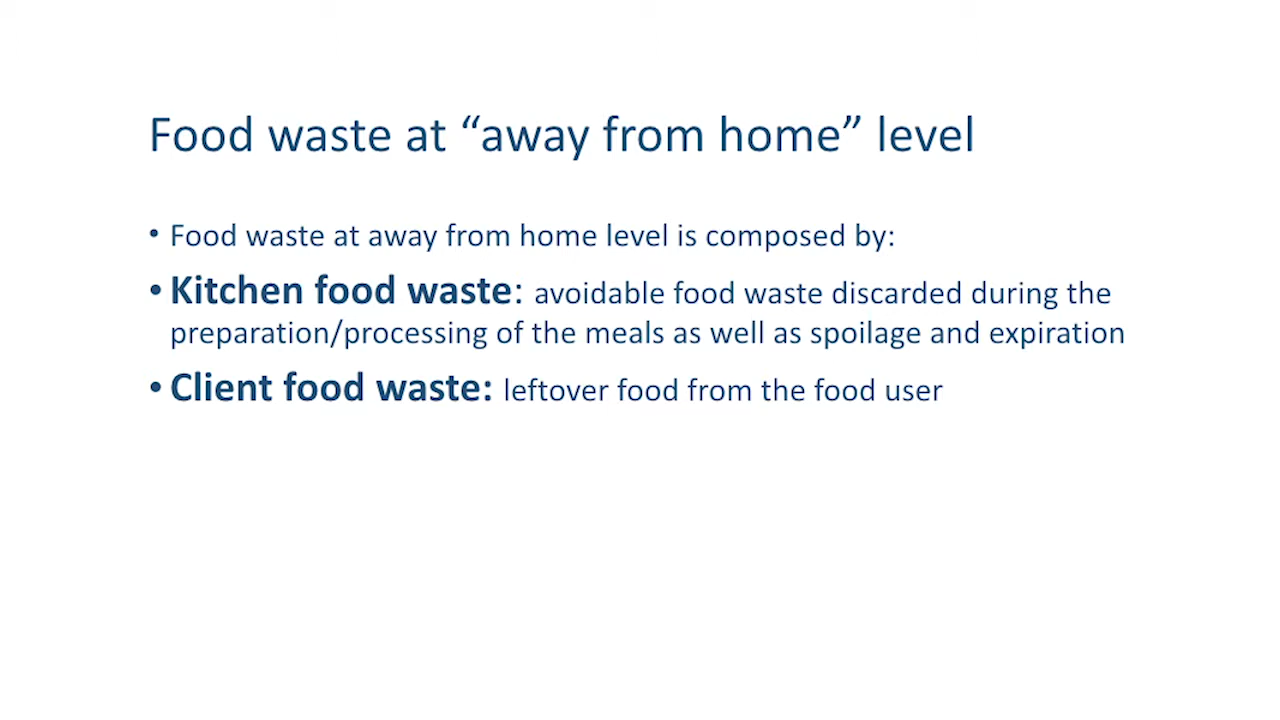 Food waste at “away from home” level
• Food waste at away from home level is composed by:
• Kitchen food waste: avoidable food waste discarded during the
preparation/processing of the meals as well as spoilage and expiration
• Client food waste: leftover food from the food user